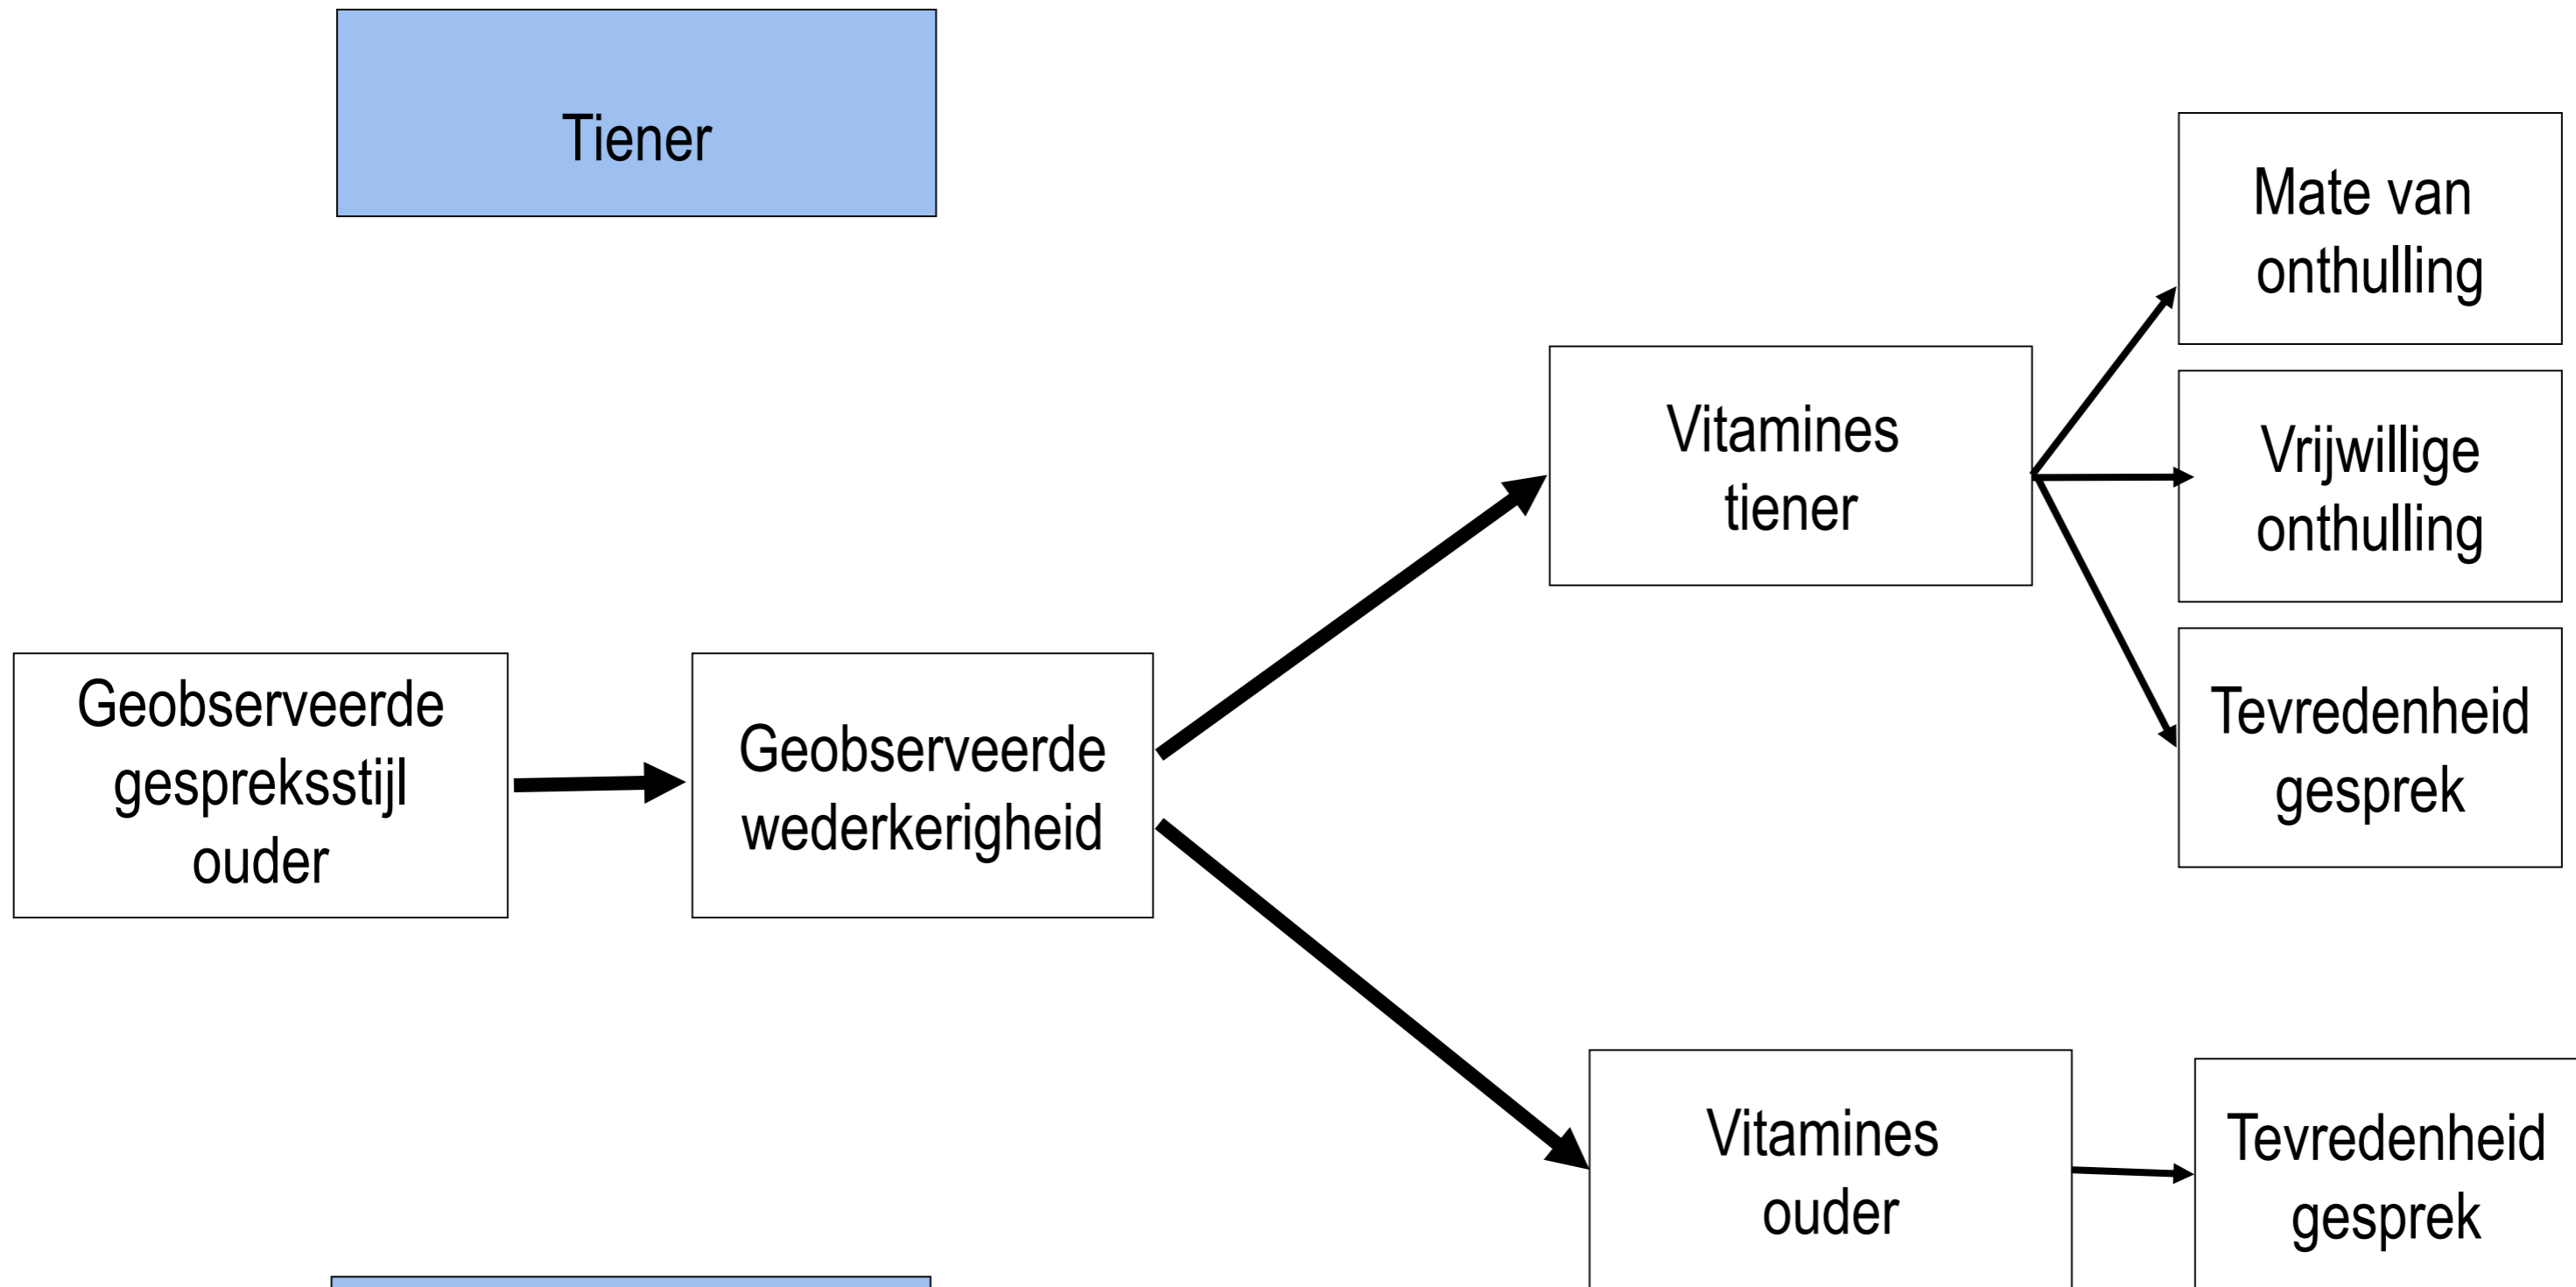 Tiener
Mate van
onthulling
Vitamines
tiener
Vrijwillige
onthulling
Geobserveerde
gespreksstijl
ouder
Geobserveerde
wederkerigheid
Tevredenheid
gesprek
Vitamines
ouder
Tevredenheid
gesprek